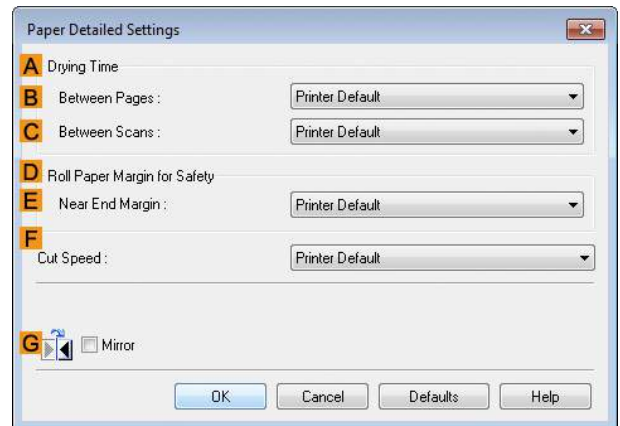 Paper Detailed Settings
A Drying Time
B Between Pages : Printer Default
C Between Scans : Printer Default
D Roll Paper Margin for Safety
E Near End Margin : Printer Default
F
Cut Speed : Printer Default
G Mirror
OK Cancel Defaults Help